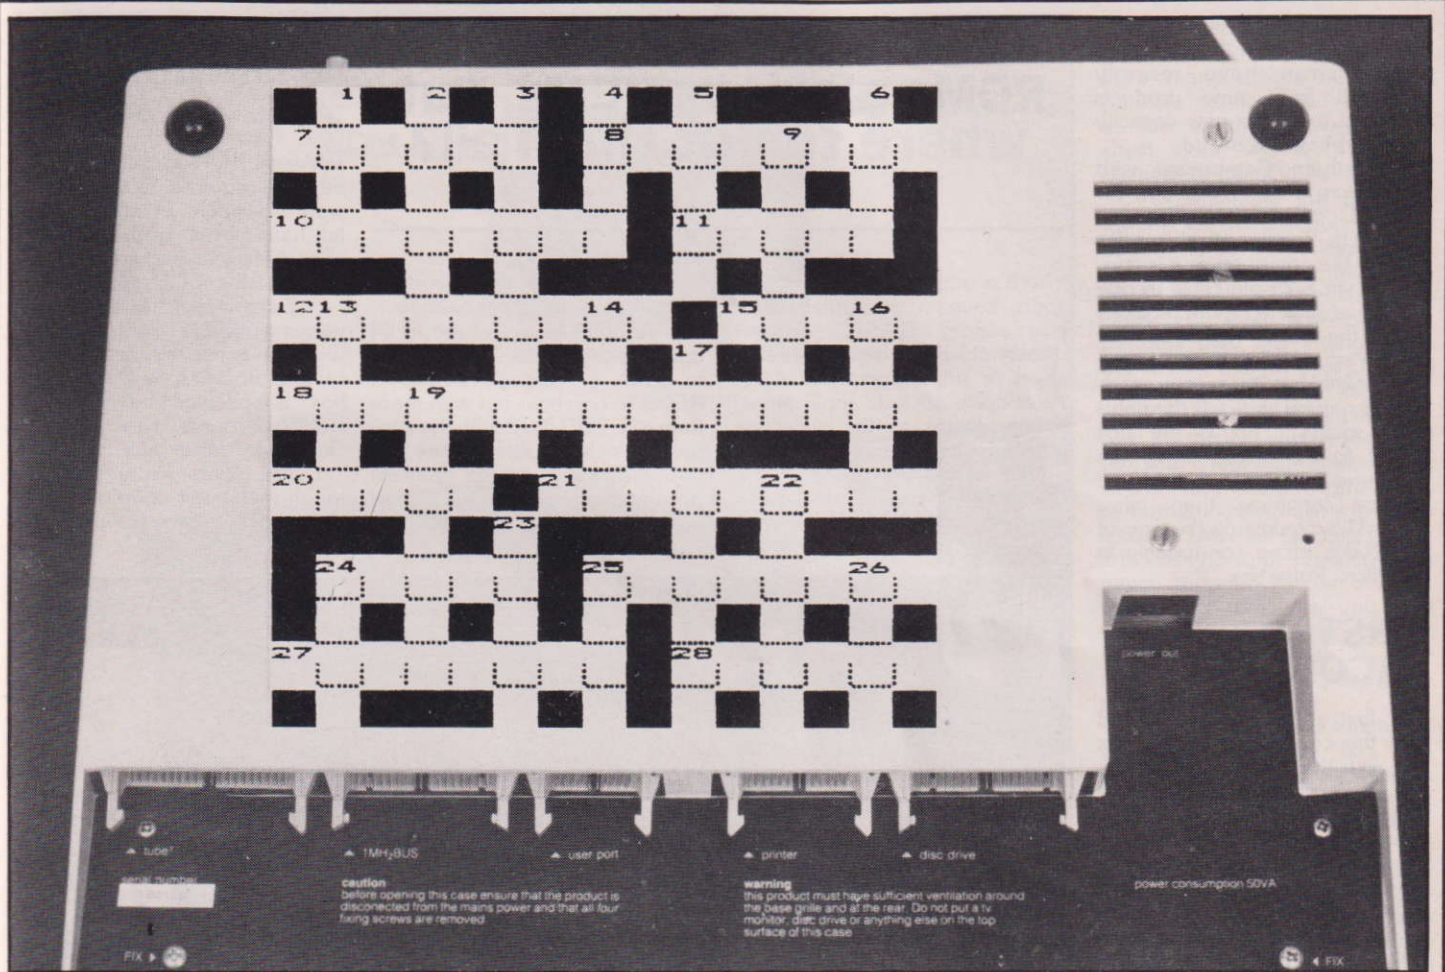 1 2 3 4 5 6
7 8 9
10 11
12 13 14 15 16
17
18 19
20 21 22
23
24 25 26
27 28
power out
tube
1MHzBUS
user port
printer
disc drive
serial number
caution
before opening this case ensure that the product is
disconected from the mains power and that all four
fixing screws are removed
warning
this product must have sufficient ventilation around
the base grille and at the rear. Do not put a tv
monitor, disc drive or anything else on the top
surface of this case
power consumption 50VA
FIX
FIX